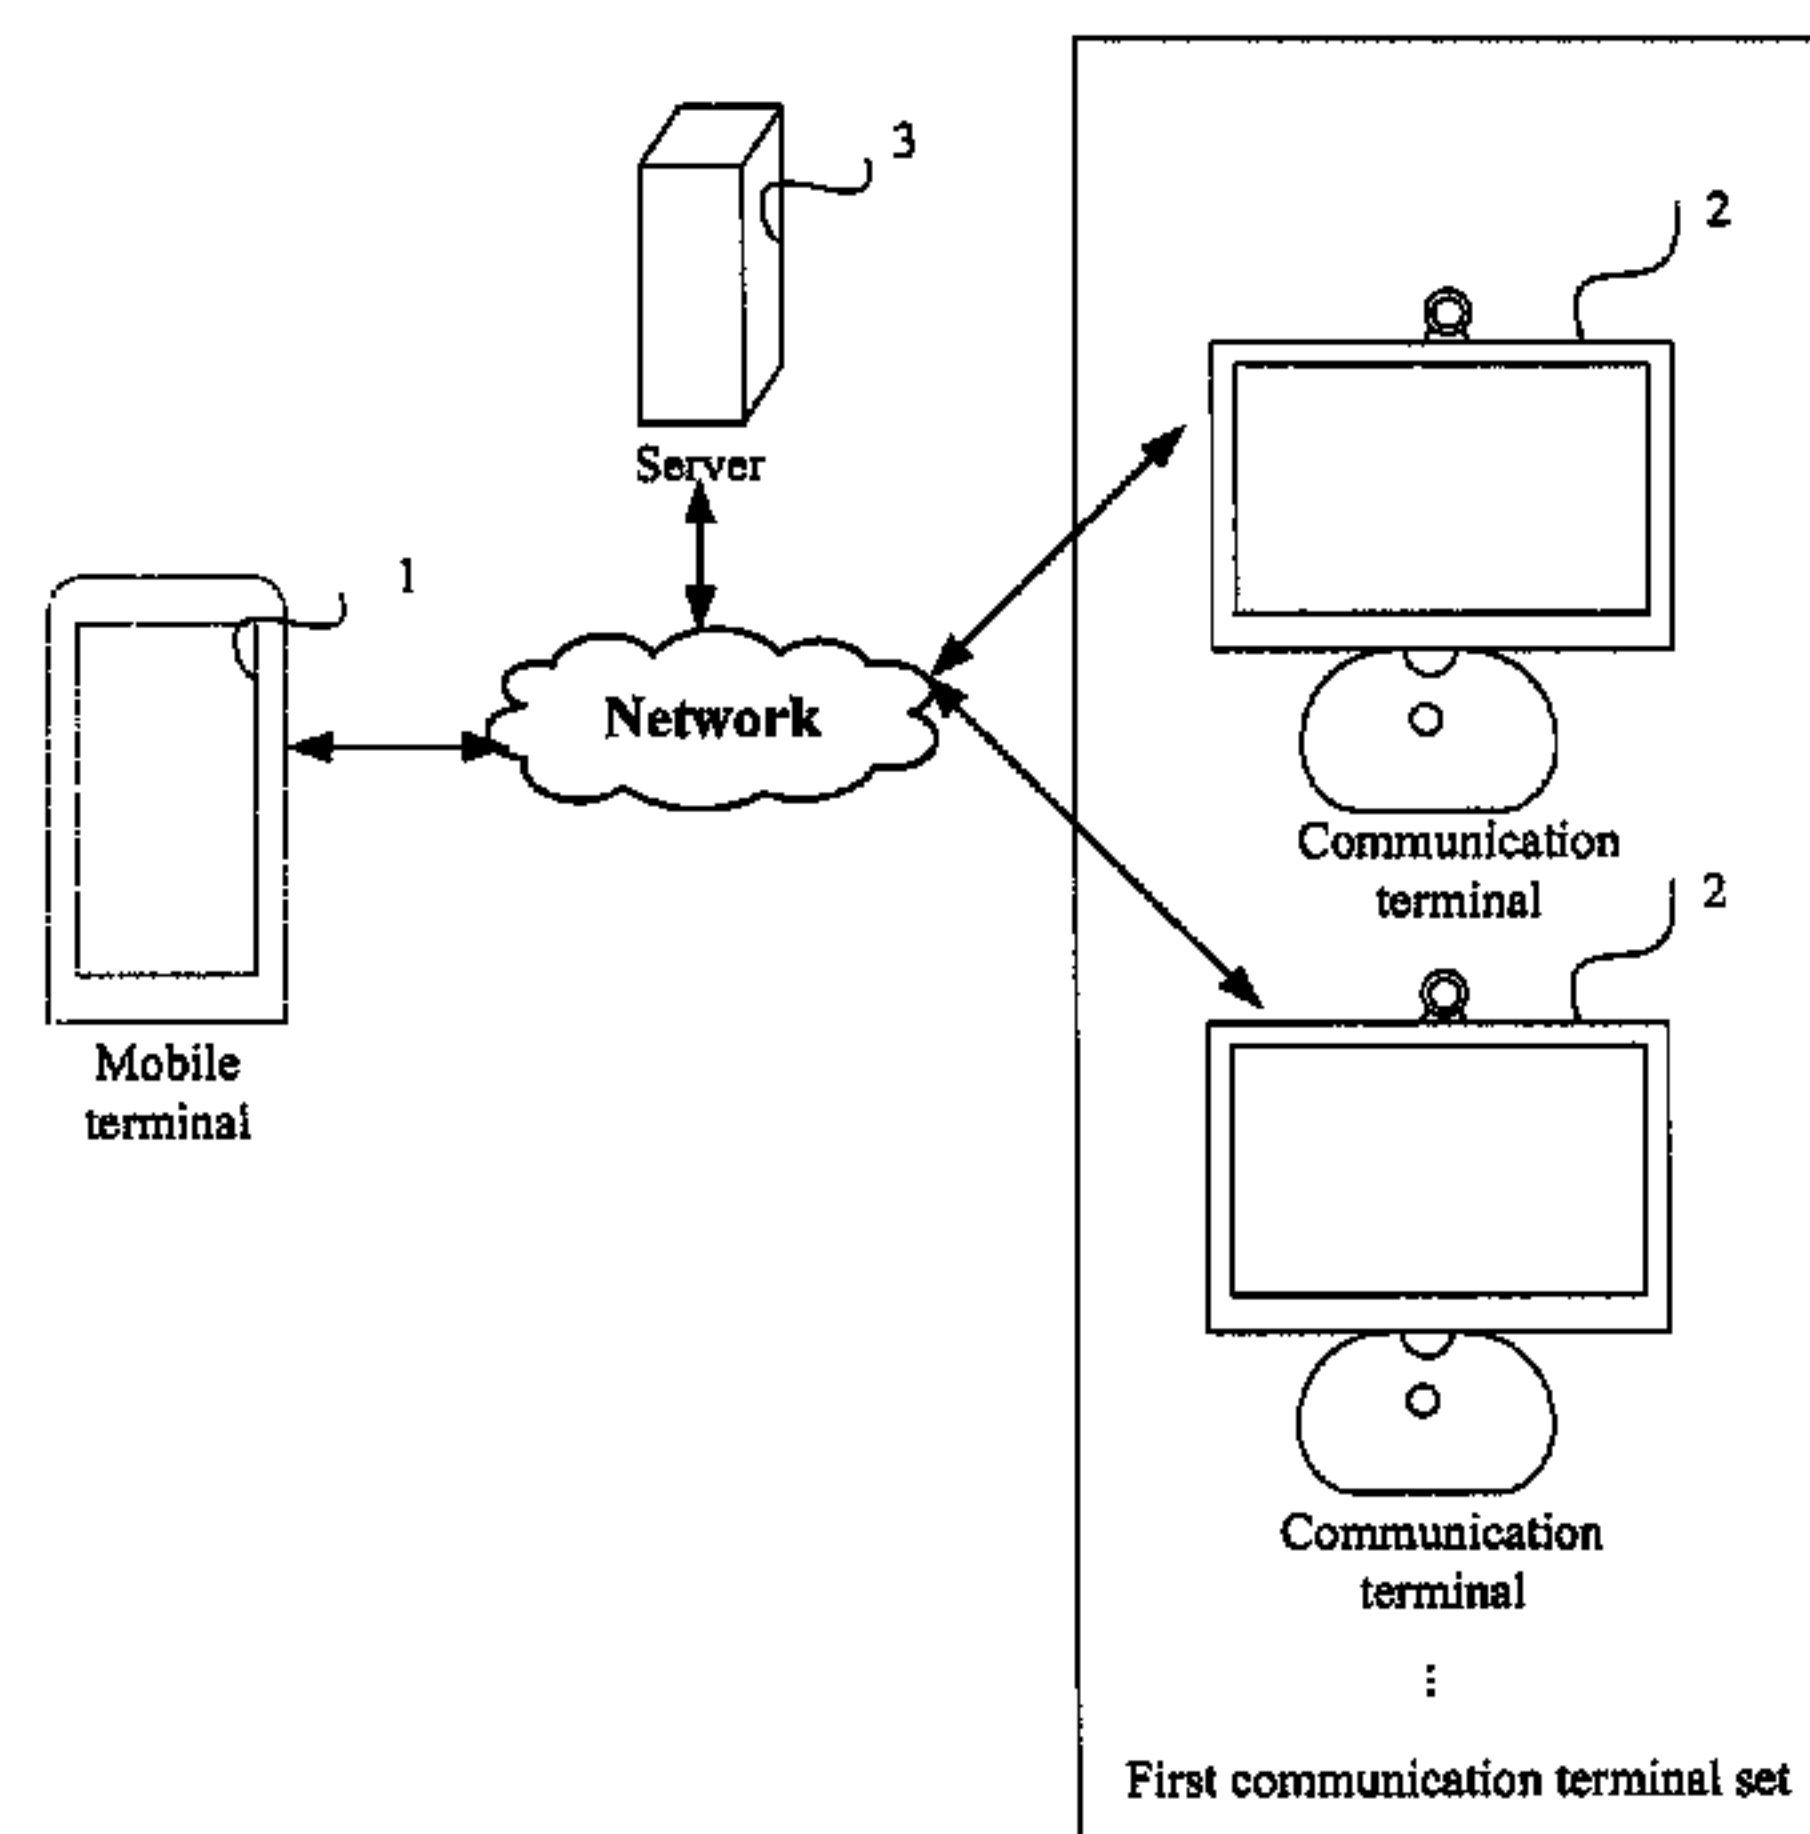 3
2
Server
1
Network
Communication
terminal
2
Mobile
terminal
Communication
terminal
First communication terminal set